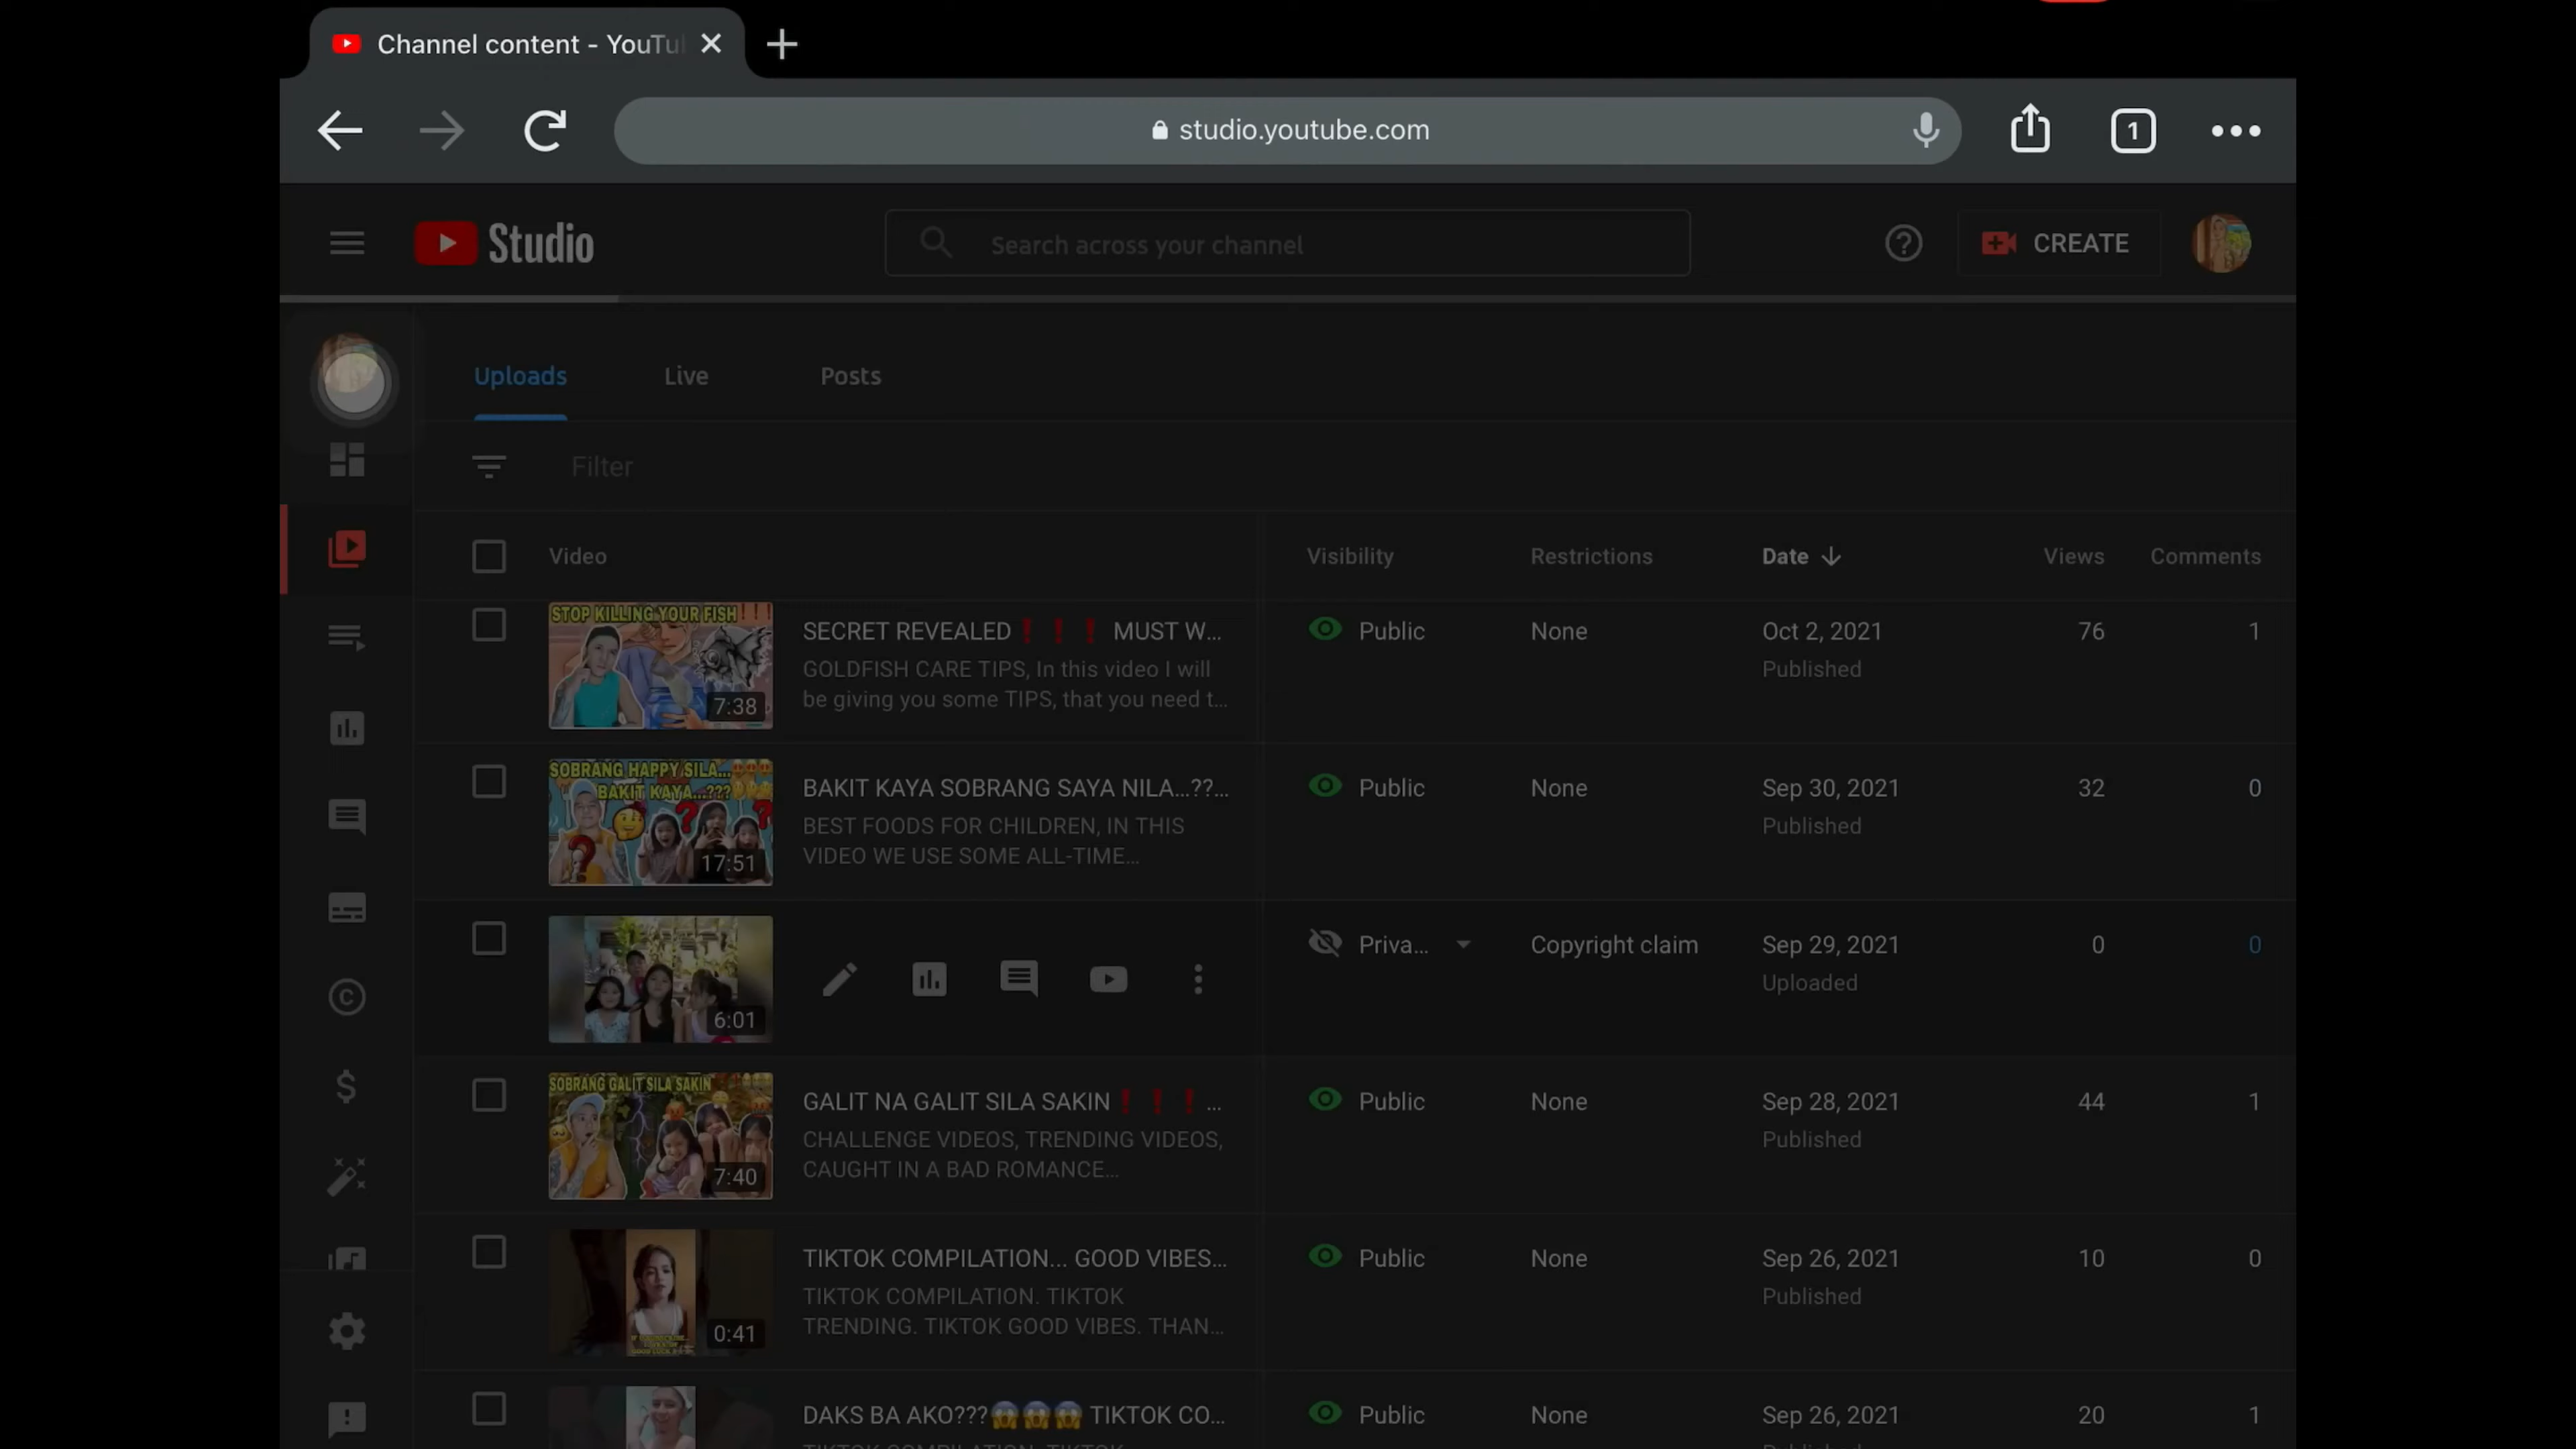 Channel content - YouTu
studio.youtube.com
1
Studio
Search across your channel
CREATE
Uploads
Live
Posts
Filter
Video
Visibility
Restrictions
Date
Views
Comments
STOP KILLING YOUR FISH❗❗❗
7:38
SECRET REVEALED❗❗❗ MUST W...
GOLDFISH CARE TIPS, In this video I will
be giving you some TIPS, that you need t...
Public
None
Oct 2, 2021
Published
76
1
SOBRANG HAPPY SILA...
BAKIT KAYA...???
17:51
BAKIT KAYA SOBRANG SAYA NILA...??...
BEST FOODS FOR CHILDREN, IN THIS
VIDEO WE USE SOME ALL-TIME...
Public
None
Sep 30, 2021
Published
32
0
6:01
Priva...
Copyright claim
Sep 29, 2021
Uploaded
0
0
SOBRANG GALIT SILA SAKIN
7:40
GALIT NA GALIT SILA SAKIN❗❗❗...
CHALLENGE VIDEOS, TRENDING VIDEOS,
CAUGHT IN A BAD ROMANCE...
Public
None
Sep 28, 2021
Published
44
1
0:41
TIKTOK COMPILATION... GOOD VIBES...
TIKTOK COMPILATION. TIKTOK
TRENDING. TIKTOK GOOD VIBES. THAN...
Public
None
Sep 26, 2021
Published
10
0
DAKS BA AKO???😱😱😱 TIKTOK CO...
Public
None
Sep 26, 2021
20
1